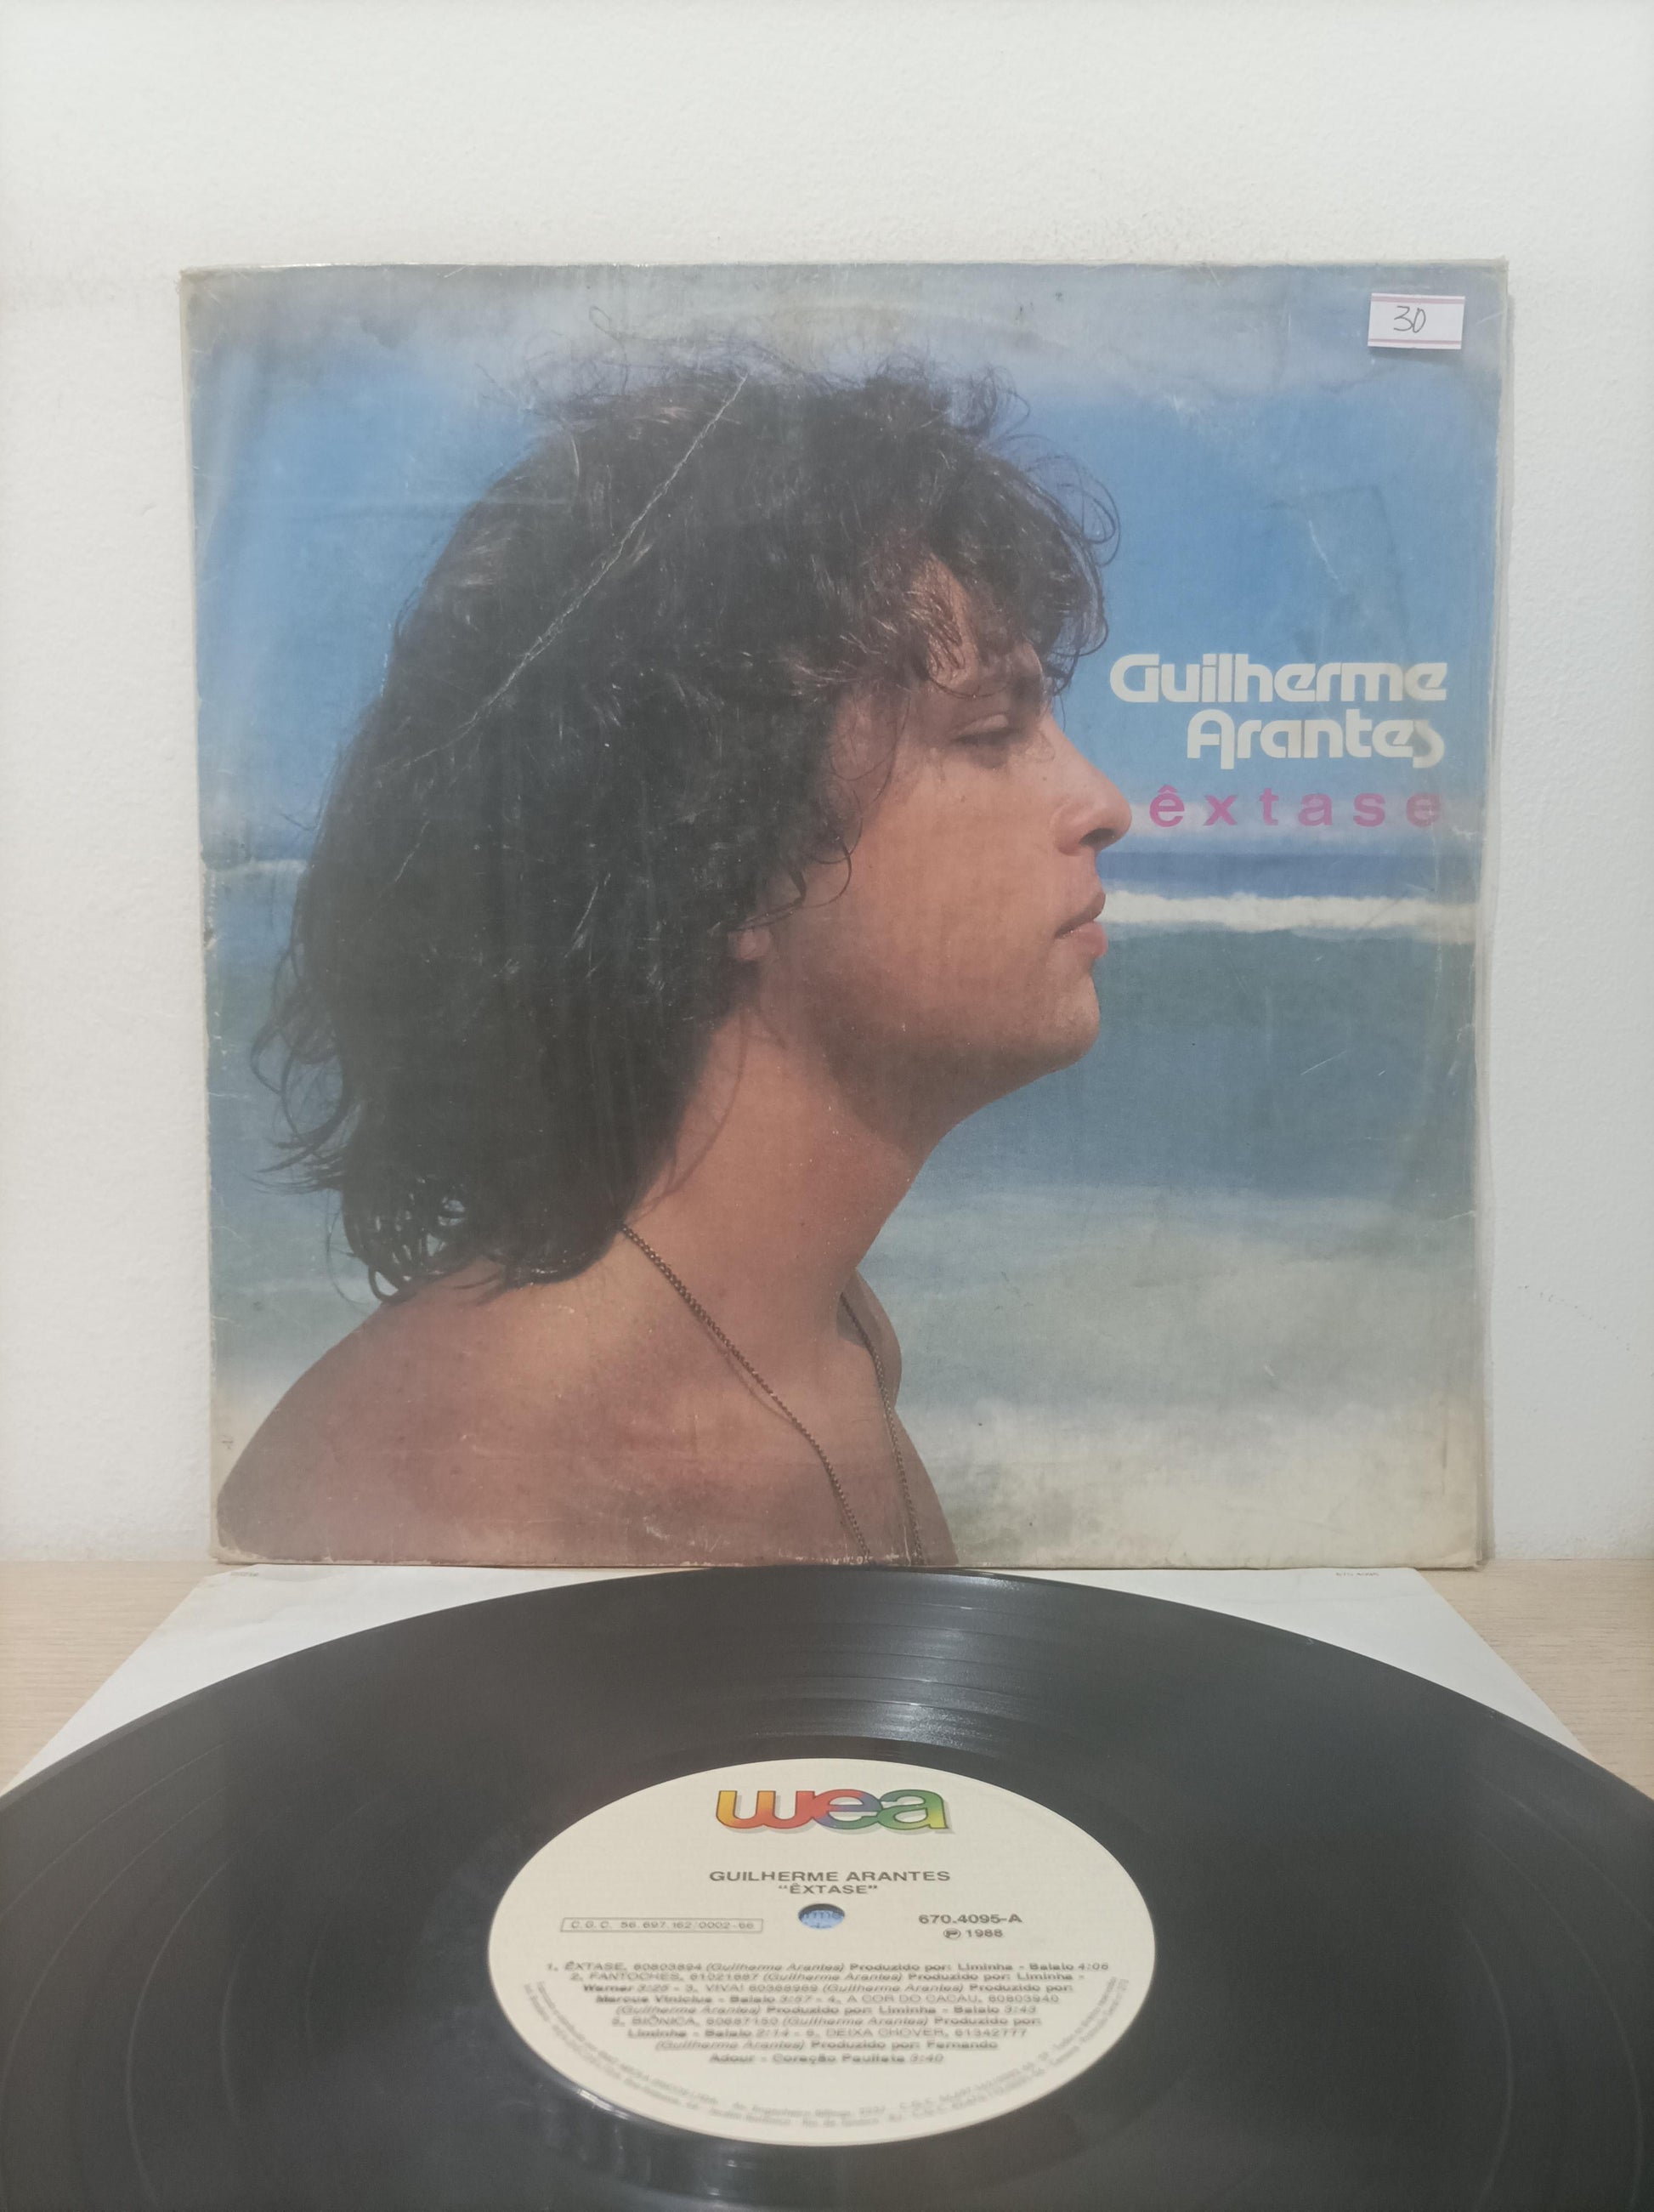 30
Guilherme
Arantes
êxtase
wea
GUILHERME ARANTES
"ÊXTASE"
C.G.C. 56.697.162/0002-66
670.4095-A
℗ 1988
1, ÊXTASE, 60803894 (Guilherme Arantes) Produzido por: Liminha - Balaio 4:06
2, FANTOCHES, 61021687 (Guilherme Arantes) Produzido por: Liminha -
Warner 3:25 - 3, VIVA! 60388989 (Guilherme Arantes) Produzido por:
Marcus Vinicius - Balaio 3:57 - 4, A COR DO CACAU, 60803940
(Guilherme Arantes) Produzido por: Liminha - Balaio 3:43
5, BIÔNICA, 60687150 (Guilherme Arantes) Produzido por:
Liminha - Balaio 2:14 - 6, DEIXA CHOVER, 61342777
(Guilherme Arantes) Produzido por: Fernando
Adour - Coração Paulista 3:40